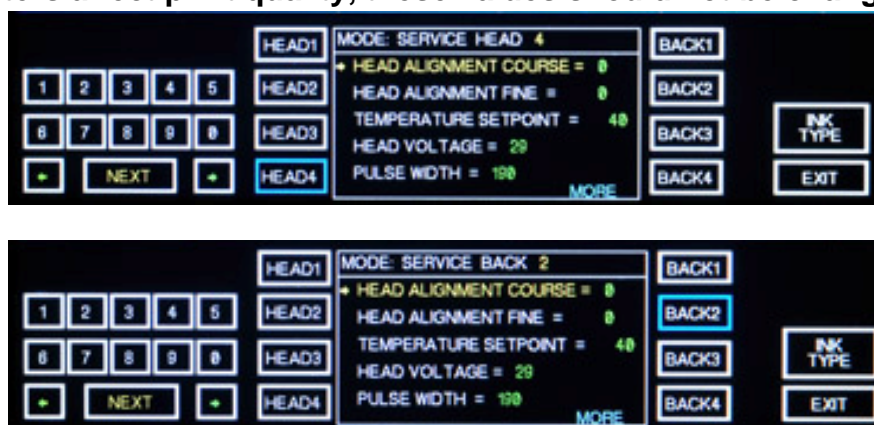 HEAD1 MODE: SERVICE HEAD 4 BACK1
→ HEAD ALIGNMENT COURSE = 0
1 2 3 4 5 HEAD2 HEAD ALIGNMENT FINE = 0 BACK2
TEMPERATURE SETPOINT = 40
6 7 8 9 0 HEAD3 HEAD VOLTAGE = 29 BACK3 INK TYPE
← NEXT → HEAD4 PULSE WIDTH = 190 BACK4 EXIT
MORE
HEAD1 MODE: SERVICE BACK 2 BACK1
→ HEAD ALIGNMENT COURSE = 0
1 2 3 4 5 HEAD2 HEAD ALIGNMENT FINE = 0 BACK2
TEMPERATURE SETPOINT = 40
6 7 8 9 0 HEAD3 HEAD VOLTAGE = 29 BACK3 INK TYPE
← NEXT → HEAD4 PULSE WIDTH = 190 BACK4 EXIT
MORE